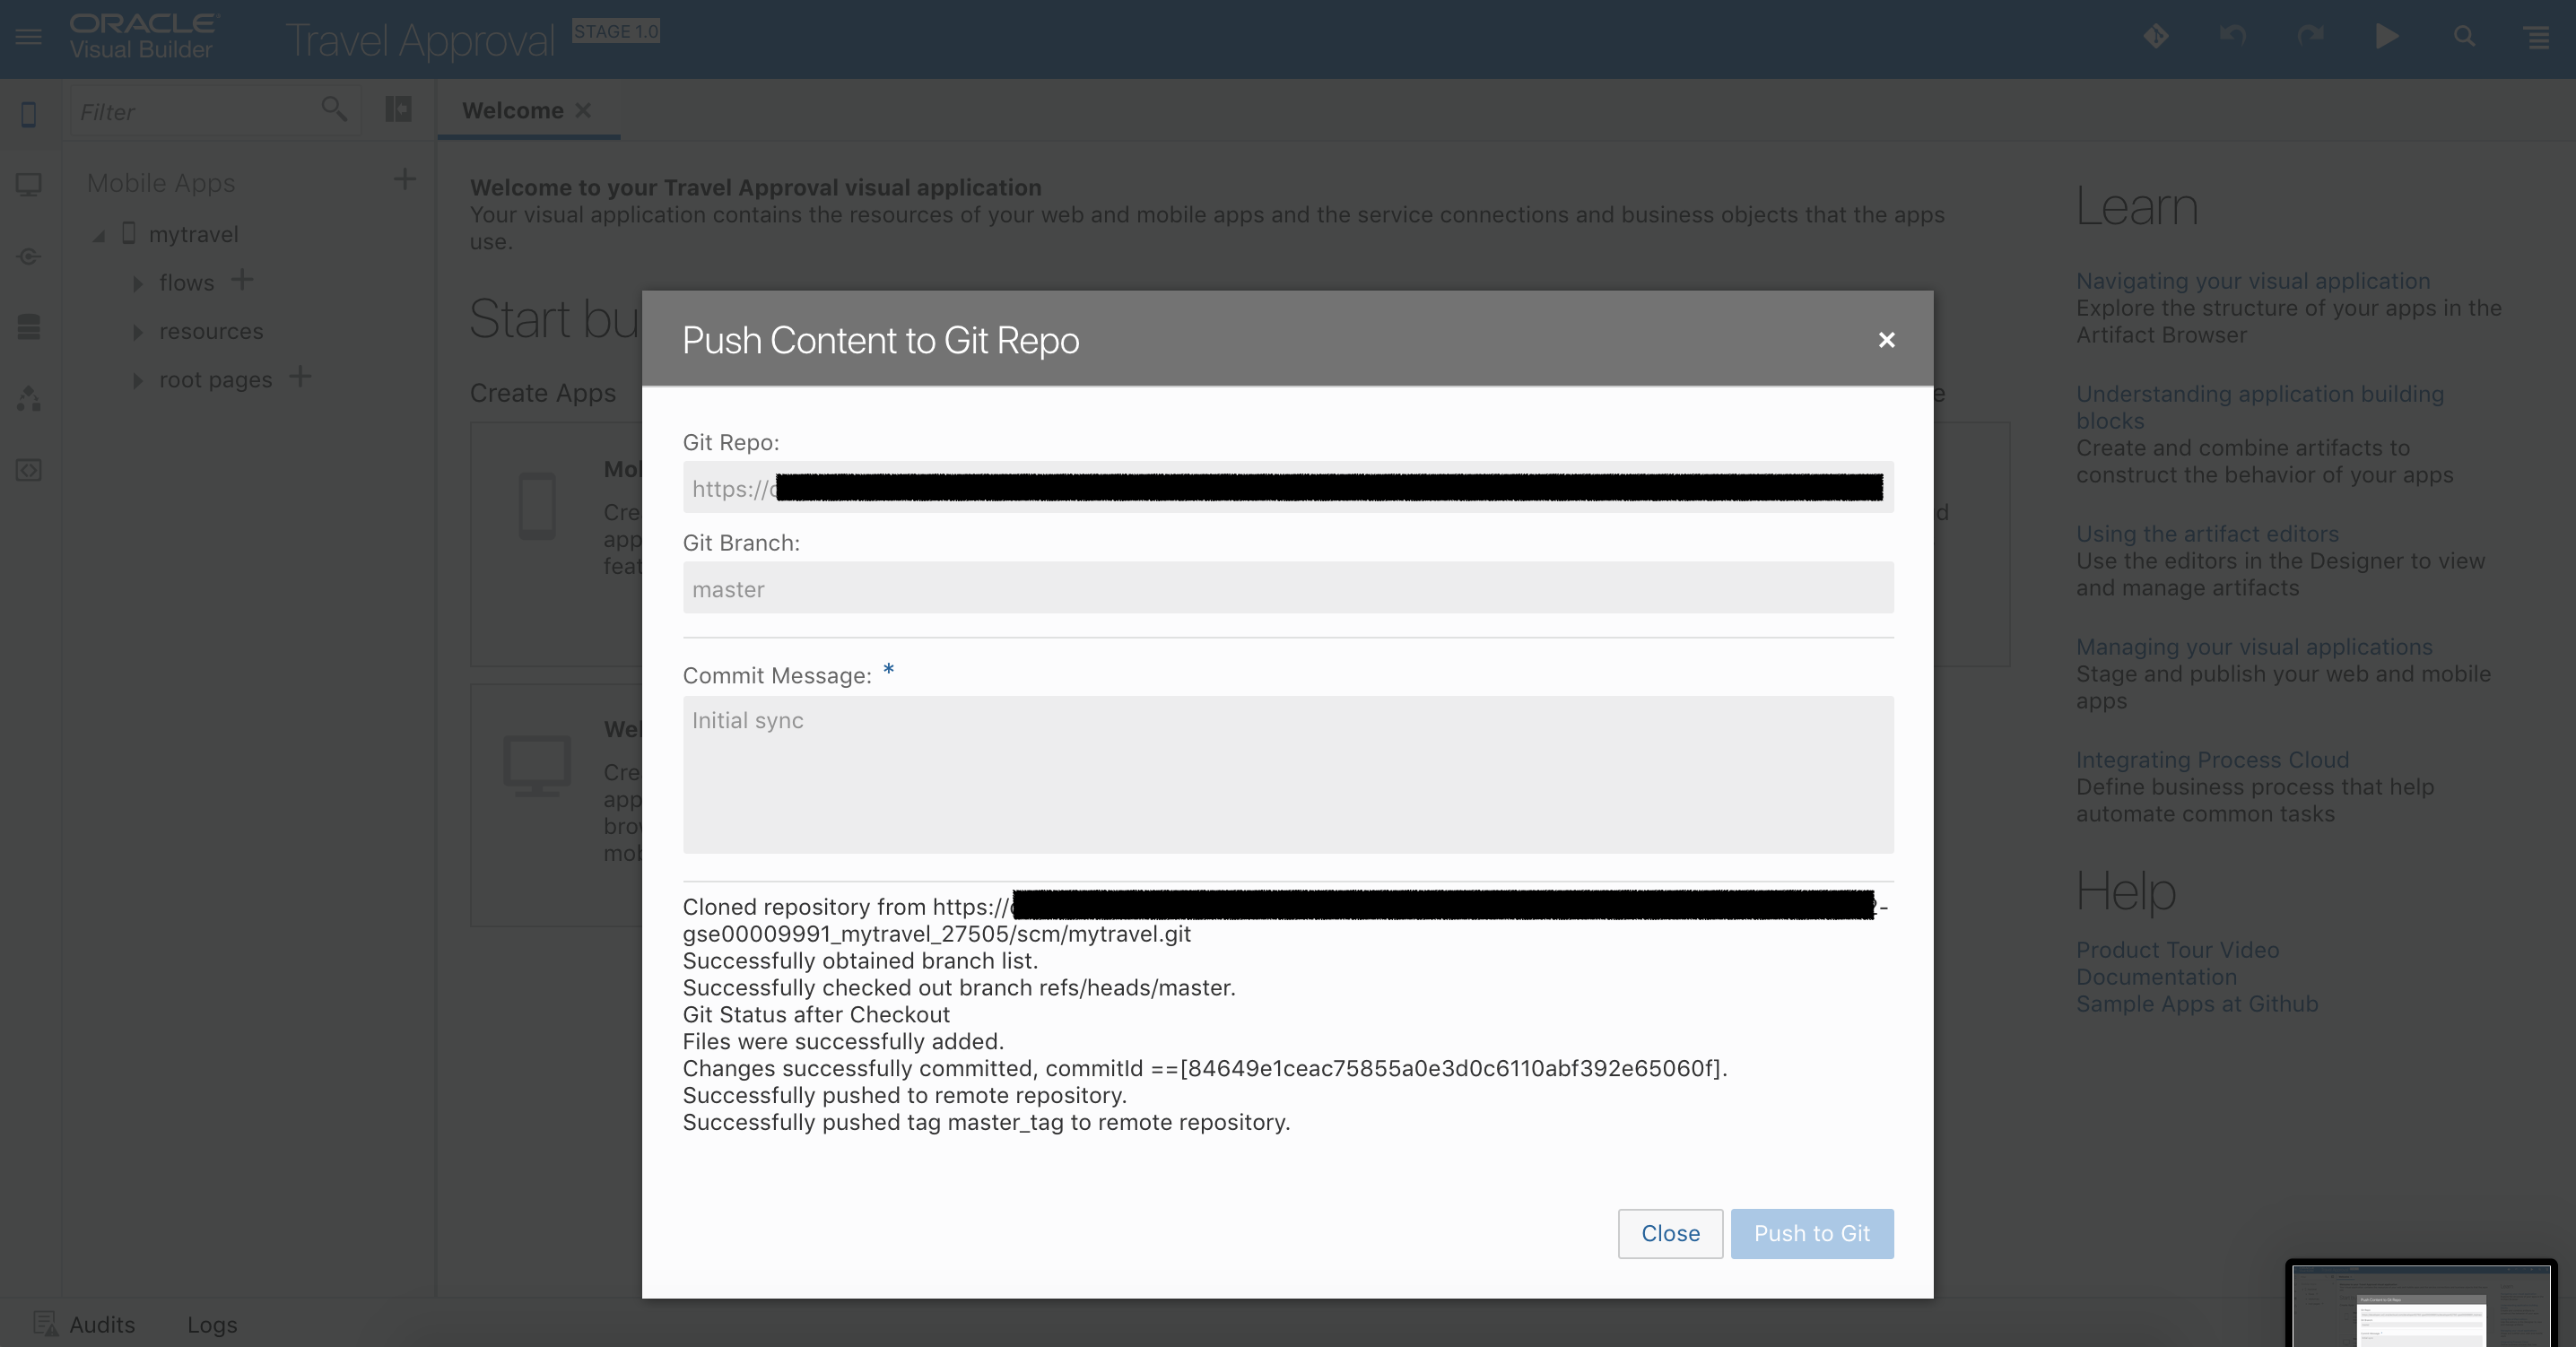 ORACLE
Visual Builder
Travel Approval
STAGE 1.0
Filter
Mobile Apps
mytravel
flows
resources
root pages
Welcome
Welcome to your Travel Approval visual application
Your visual application contains the resources of your web and mobile apps and the service connections and business objects that the apps
use.
Start bu
Create Apps
Mo
Cre
app
feat
We
Cre
app
bro
mo
Push Content to Git Repo
Git Repo:
https://
Git Branch:
master
Commit Message: *
Initial sync
Cloned repository from https://
gse00009991_mytravel_27505/scm/mytravel.git
Successfully obtained branch list.
Successfully checked out branch refs/heads/master.
Git Status after Checkout
Files were successfully added.
Changes successfully committed, commitId ==[84649e1ceac75855a0e3d0c6110abf392e65060f].
Successfully pushed to remote repository.
Successfully pushed tag master_tag to remote repository.
Close
Push to Git
Learn
Navigating your visual application
Explore the structure of your apps in the
Artifact Browser
Understanding application building
blocks
Create and combine artifacts to
construct the behavior of your apps
Using the artifact editors
Use the editors in the Designer to view
and manage artifacts
Managing your visual applications
Stage and publish your web and mobile
apps
Integrating Process Cloud
Define business process that help
automate common tasks
Help
Product Tour Video
Documentation
Sample Apps at Github
Audits
Logs